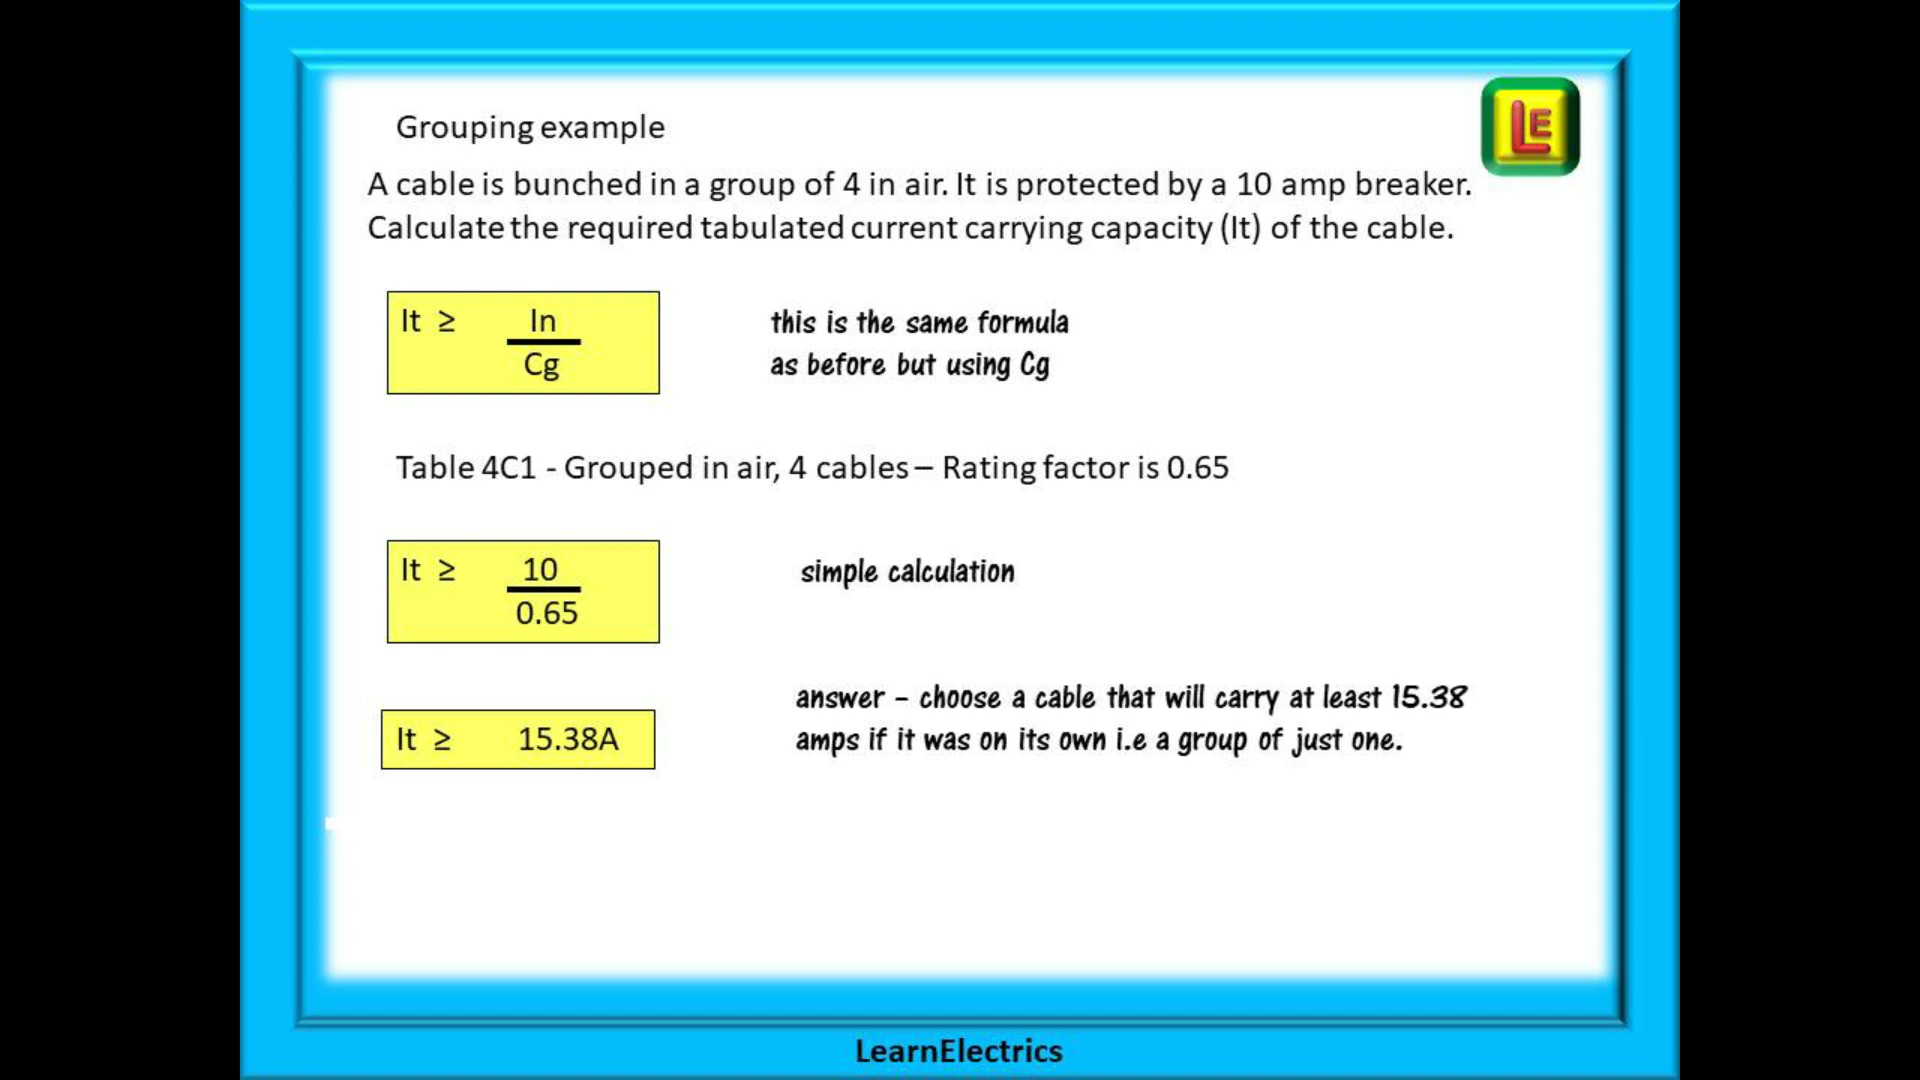 Grouping example
LE
A cable is bunched in a group of 4 in air. It is protected by a 10 amp breaker.
Calculate the required tabulated current carrying capacity (It) of the cable.
It ≥ In
Cg
this is the same formula
as before but using Cg
Table 4C1 - Grouped in air, 4 cables – Rating factor is 0.65
It ≥ 10
0.65
simple calculation
It ≥ 15.38A
answer – choose a cable that will carry at least 15.38
amps if it was on its own i.e a group of just one.
LearnElectrics